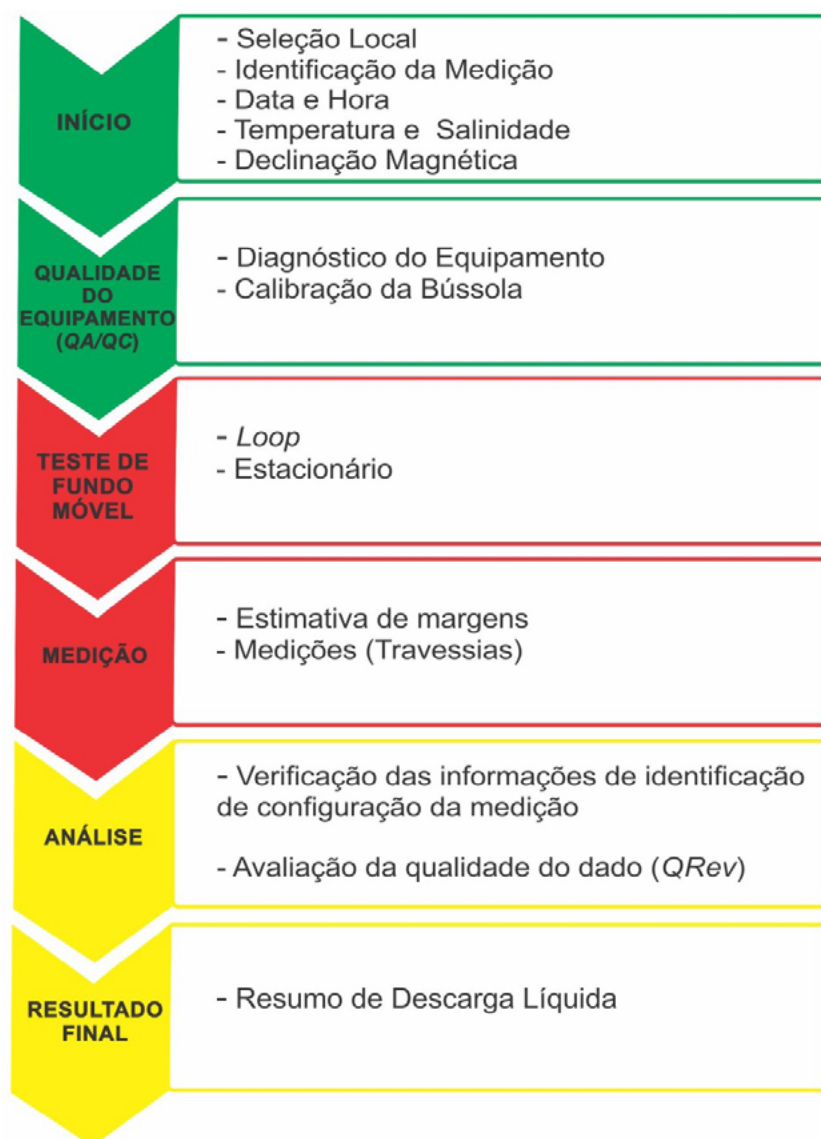 INÍCIO
- Seleção Local
- Identificação da Medição
- Data e Hora
- Temperatura e Salinidade
- Declinação Magnética
QUALIDADE
DO
EQUIPAMENTO
(QA/QC)
- Diagnóstico do Equipamento
- Calibração da Bússola
TESTE DE
FUNDO
MÓVEL
- Loop
- Estacionário
MEDIÇÃO
- Estimativa de margens
- Medições (Travessias)
ANÁLISE
- Verificação das informações de identificação
de configuração da medição
- Avaliação da qualidade do dado (QRev)
RESULTADO
FINAL
- Resumo de Descarga Líquida